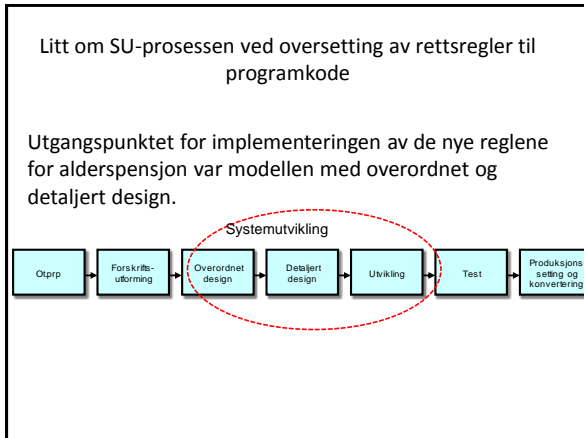 Litt om SU-prosessen ved oversetting av rettsregler til
programkode
Utgangspunktet for implementeringen av de nye reglene
for alderspensjon var modellen med overordnet og
detaljert design.
Systemutvikling
Otprp
Forskrifts-
utforming
Overordnet
design
Detaljert
design
Utvikling
Test
Produksjons
setting og
konvertering